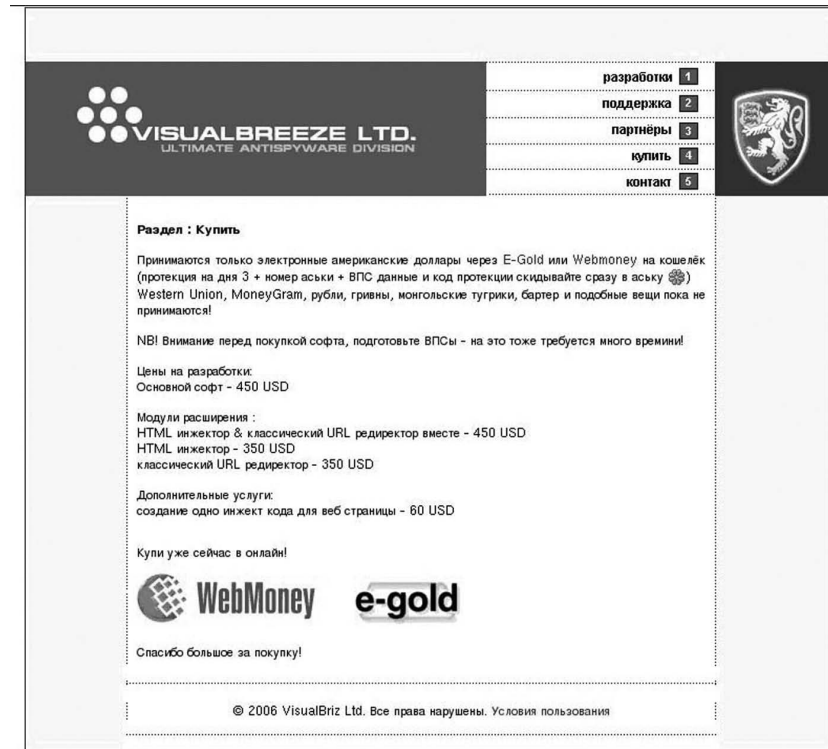 разработки 1
поддержка 2
партнёры 3
купить 4
контакт 5
VISUALBREEZE LTD.
ULTIMATE ANTISPYWARE DIVISION
Раздел : Купить
Принимаются только электронные американские доллары через E-Gold или Webmoney на кошелёк
(протекция на дня 3 + номер аськи + ВПС данные и код протекции скидывайте сразу в аську )
Western Union, MoneyGram, рубли, гривны, монгольские тугрики, бартер и подобные вещи пока не
принимаются!
NB! Внимание перед покупкой софта, подготовьте ВПСы - на это тоже требуется много времини!
Цены на разработки:
Основной софт - 450 USD
Модули расширения :
HTML инжектор & классический URL редиректор вместе - 450 USD
HTML инжектор - 350 USD
классический URL редиректор - 350 USD
Дополнительные услуги:
создание одно инжект кода для веб страницы - 60 USD
Купи уже сейчас в онлайн!
WebMoney e-gold
Спасибо большое за покупку!
© 2006 VisualBriz Ltd. Все права нарушены. Условия пользования